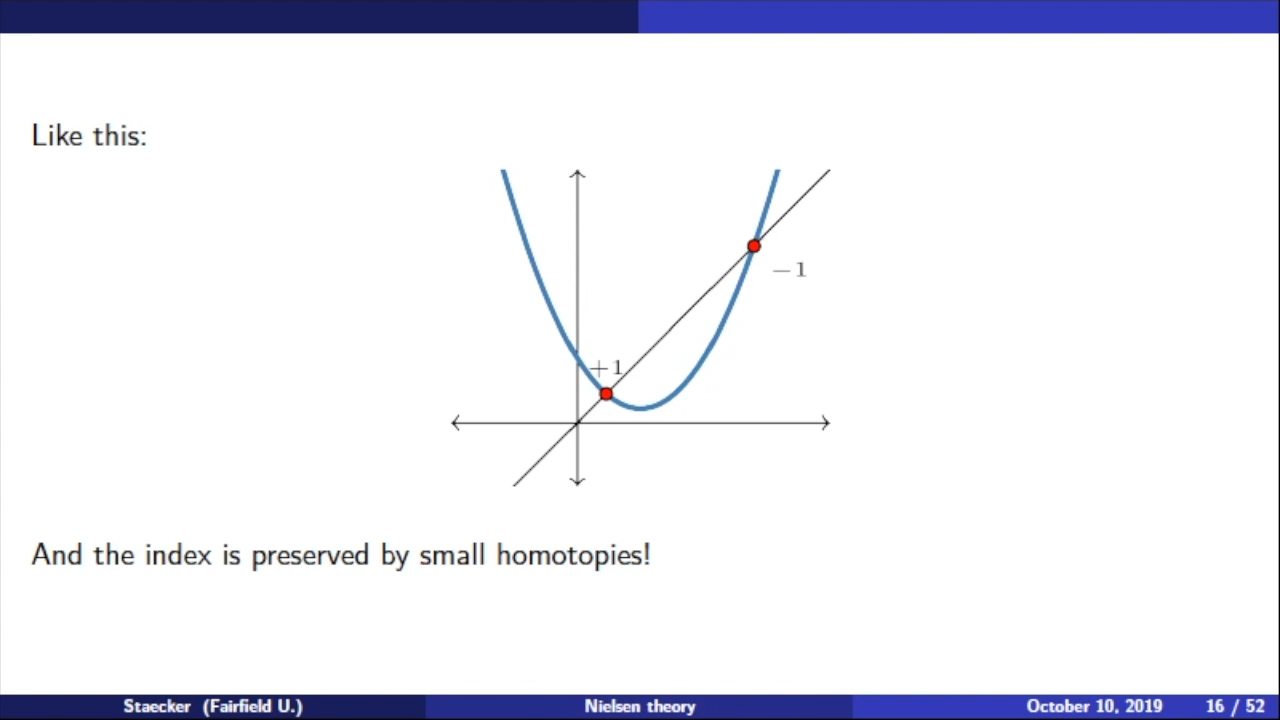 Like this:
−1
+1
And the index is preserved by small homotopies!
Staecker (Fairfield U.) Nielsen theory October 10, 2019 16 / 52